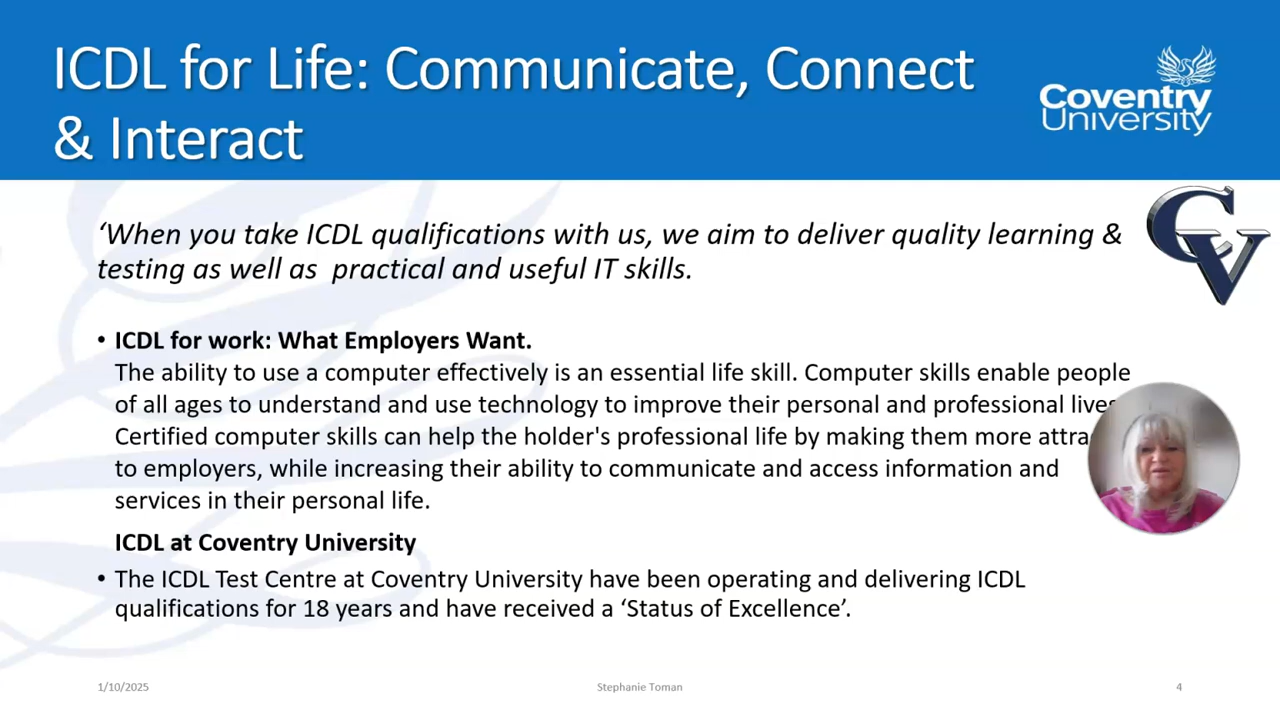 ICDL for Life: Communicate, Connect
& Interact
Coventry
University
‘When you take ICDL qualifications with us, we aim to deliver quality learning &
testing as well as  practical and useful IT skills.
CV
• ICDL for work: What Employers Want.
The ability to use a computer effectively is an essential life skill. Computer skills enable people
of all ages to understand and use technology to improve their personal and professional lives
Certified computer skills can help the holder's professional life by making them more
to employers, while increasing their ability to communicate and access information and
services in their personal life.
ICDL at Coventry University
• The ICDL Test Centre at Coventry University have been operating and delivering ICDL
qualifications for 18 years and have received a ‘Status of Excellence’.
1/10/2025
Stephanie Toman
4